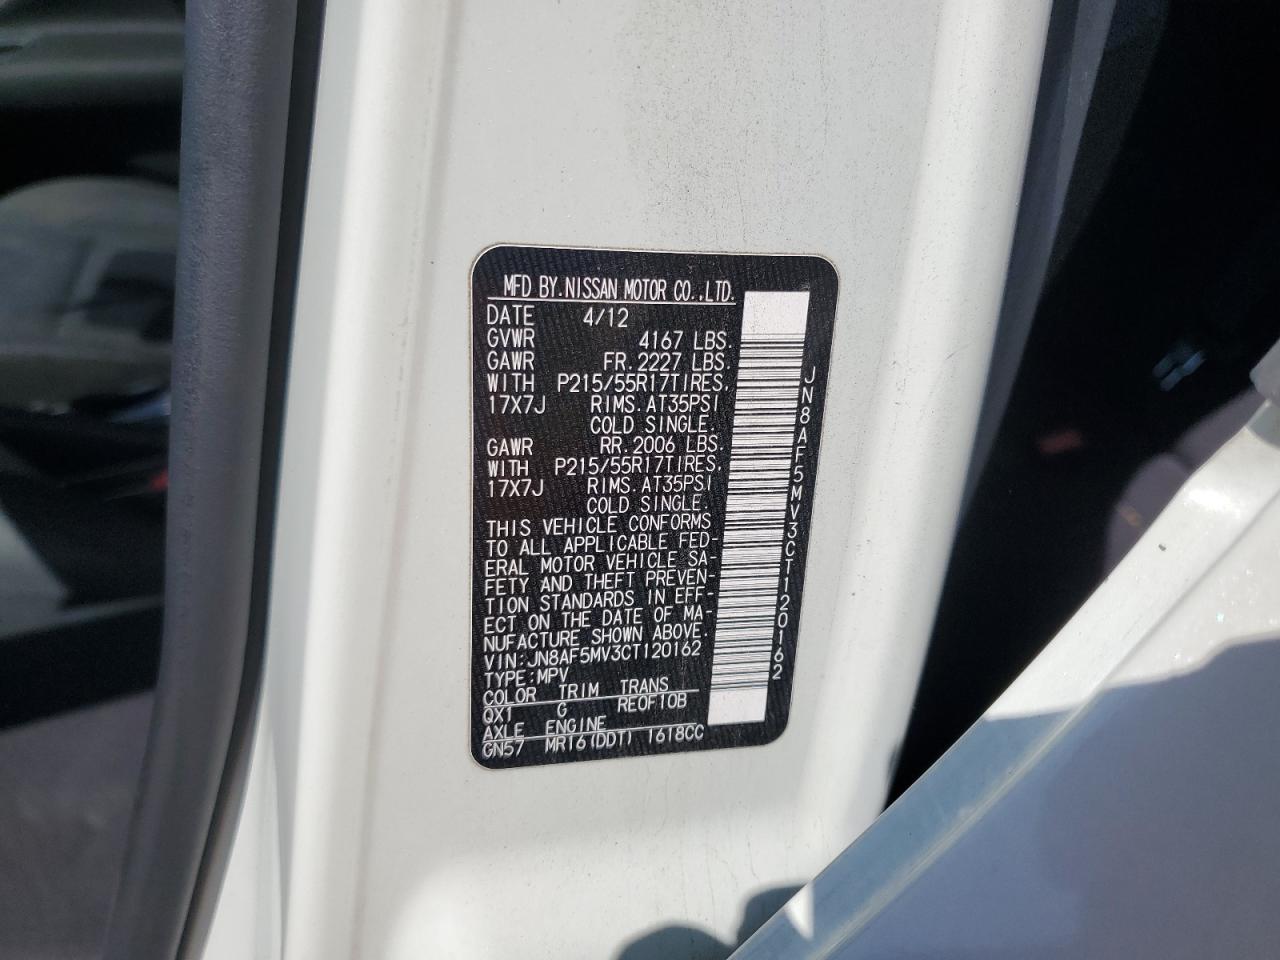 MFD BY.NISSAN MOTOR CO.,LTD.
DATE 4/12
GVWR 4167 LBS.
GAWR FR.2227 LBS.
WITH P215/55R17TIRES,
17X7J RIMS.AT35PSI
COLD SINGLE.
GAWR RR.2006 LBS.
WITH P215/55R17TIRES,
17X7J RIMS.AT35PSI
COLD SINGLE.
THIS VEHICLE CONFORMS
TO ALL APPLICABLE FED-
ERAL MOTOR VEHICLE SA-
FETY AND THEFT PREVEN-
TION STANDARDS IN EFF-
ECT ON THE DATE OF MA-
NUFACTURE SHOWN ABOVE.
VIN:JN8AF5MV3CT120162
TYPE:MPV
COLOR TRIM TRANS
QX1 G RE0F10B
AXLE ENGINE
GN57 MR16(DDT) 1618CC
JN8AF5MV3CT120162